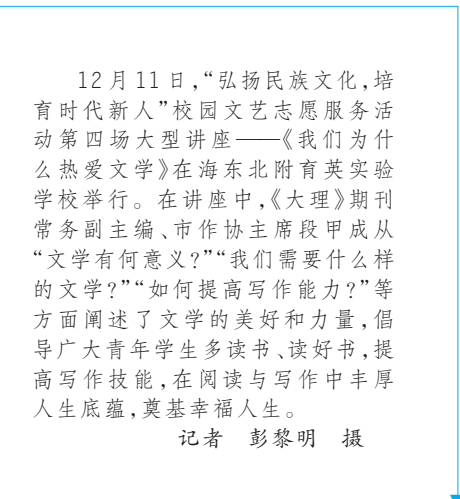 12月11日，“弘扬民族文化，培
育时代新人”校园文艺志愿服务活
动第四场大型讲座——《我们为什
么热爱文学》在海东北附育英实验
学校举行。在讲座中，《大理》期刊
常务副主编、市作协主席段甲成从
“文学有何意义？”“我们需要什么样
的文学？”“如何提高写作能力？”等
方面阐述了文学的美好和力量，倡
导广大青年学生多读书、读好书，提
高写作技能，在阅读与写作中丰厚
人生底蕴，奠基幸福人生。
记者　彭黎明　摄